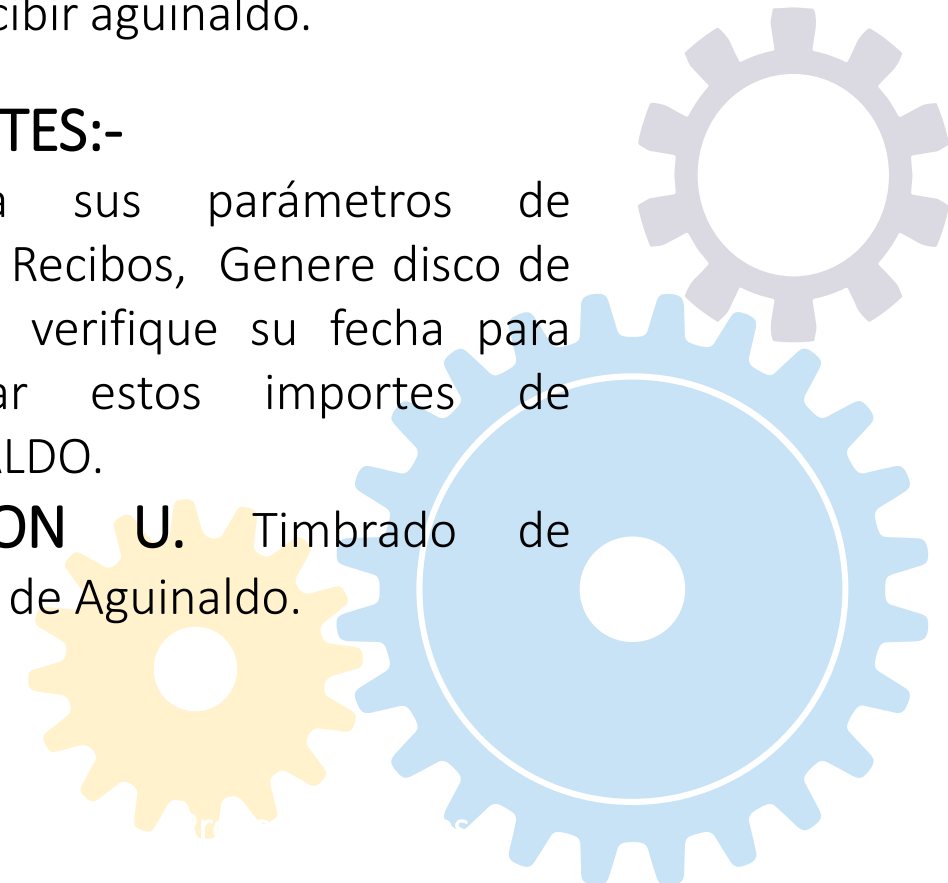 cibir aguinaldo.
TES:-
a sus parámetros de
Recibos, Genere disco de
verifique su fecha para
ar estos importes de
ALDO.
ON U. Timbrado de
de Aguinaldo.